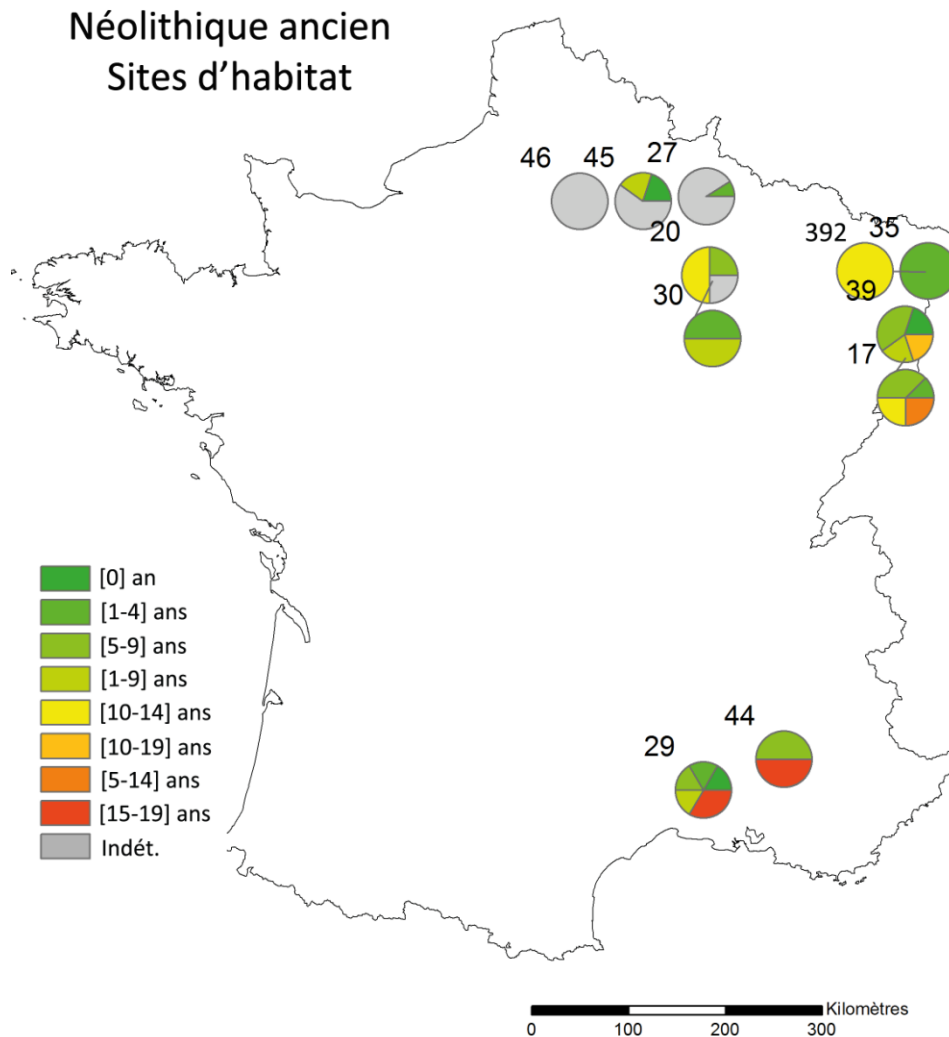 Néolithique ancien
Sites d’habitat
46 45 27
20
392 35
30
39
17
[0] an
[1-4] ans
[5-9] ans
[1-9] ans
[10-14] ans
[10-19] ans
[5-14] ans
[15-19] ans
Indét.
44
29
Kilomètres
0 100 200 300